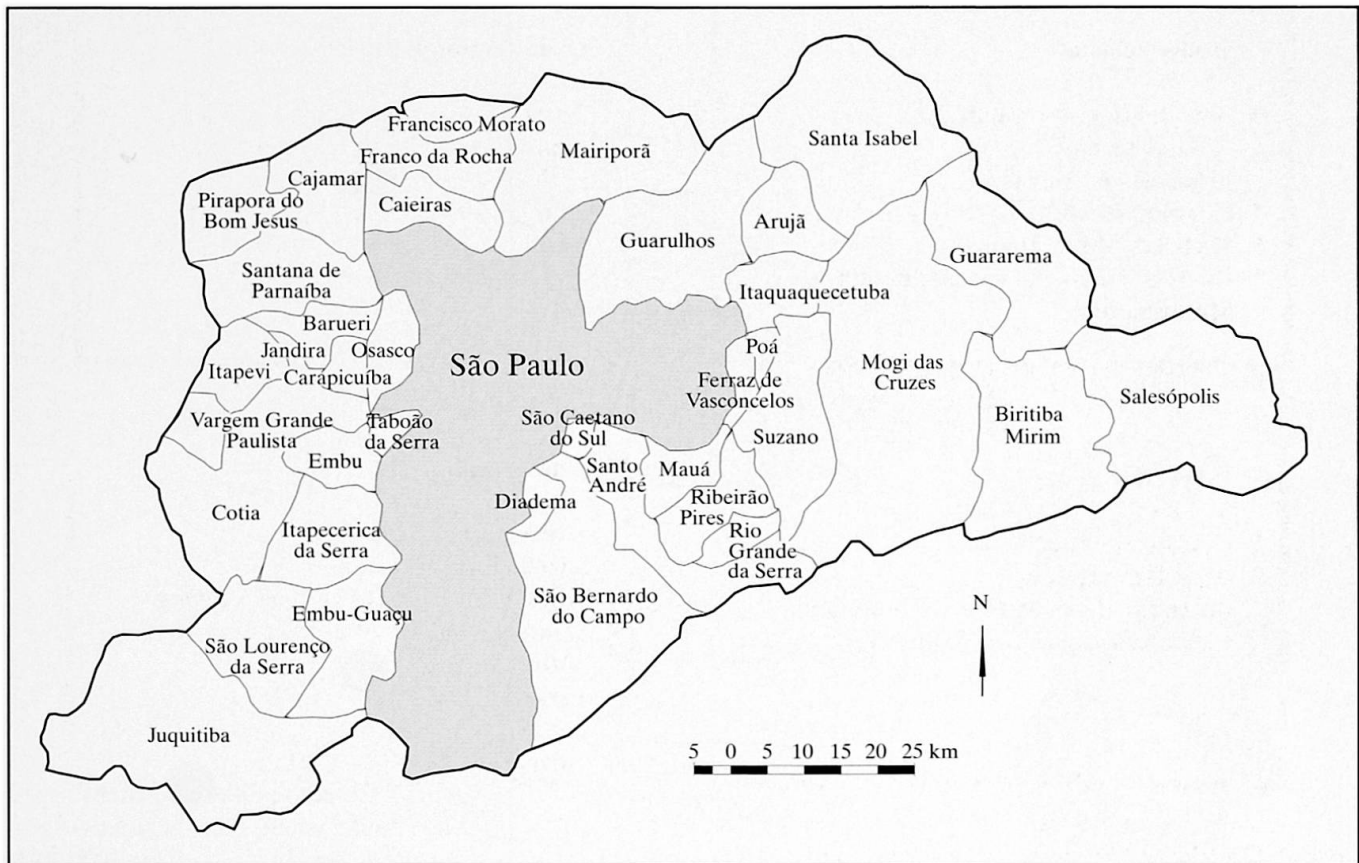 Francisco Morato
Franco da Rocha
Mairiporã
Santa Isabel
Cajamar
Pirapora do
Bom Jesus
Caieiras
Arujã
Guarulhos
Guararema
Santana de
Parnaíba
Itaquaquecetuba
Barueri
Jandira
Osasco
Itapevi
Carapicuíba
São Paulo
Poá
Ferraz de
Vasconcelos
Mogi das
Cruzes
Salesópolis
Biritiba
Mirim
Vargem Grande
Paulista
Taboão
da Serra
São Caetano
do Sul
Suzano
Embu
Santo
André
Mauá
Diadema
Ribeirão
Pires
Cotia
Itapecerica
da Serra
Rio
Grande
da Serra
São Bernardo
do Campo
Embu-Guaçu
São Lourenço
da Serra
Juquitiba
N
5 0 5 10 15 20 25 km